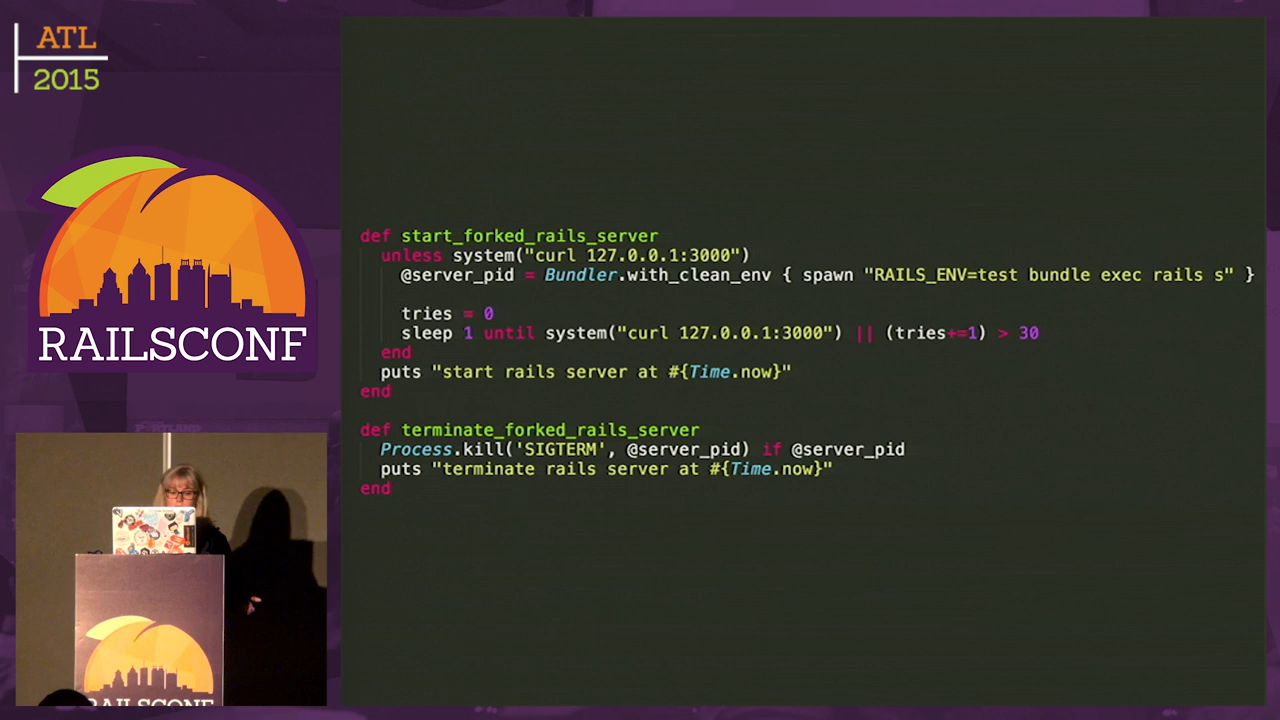 ATL
2015
RAILSCONF
def start_forked_rails_server
unless system("curl 127.0.0.1:3000")
@server_pid = Bundler.with_clean_env { spawn "RAILS_ENV=test bundle exec rails s" }
tries = 0
sleep 1 until system("curl 127.0.0.1:3000") || (tries+=1) > 30
end
puts "start rails server at #{Time.now}"
end
def terminate_forked_rails_server
Process.kill('SIGTERM', @server_pid) if @server_pid
puts "terminate rails server at #{Time.now}"
end
RAILSCONF